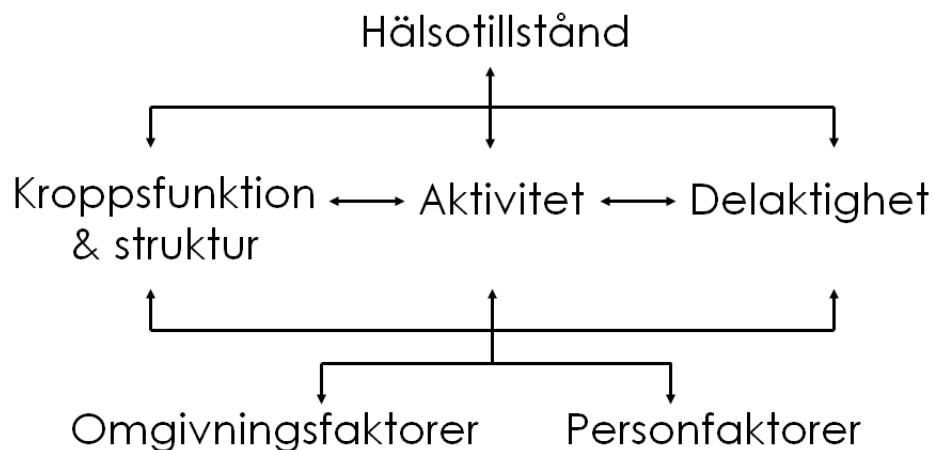 Hälsotillstånd
Kroppsfunktion
& struktur
Aktivitet
Delaktighet
Omgivningsfaktorer
Personfaktorer